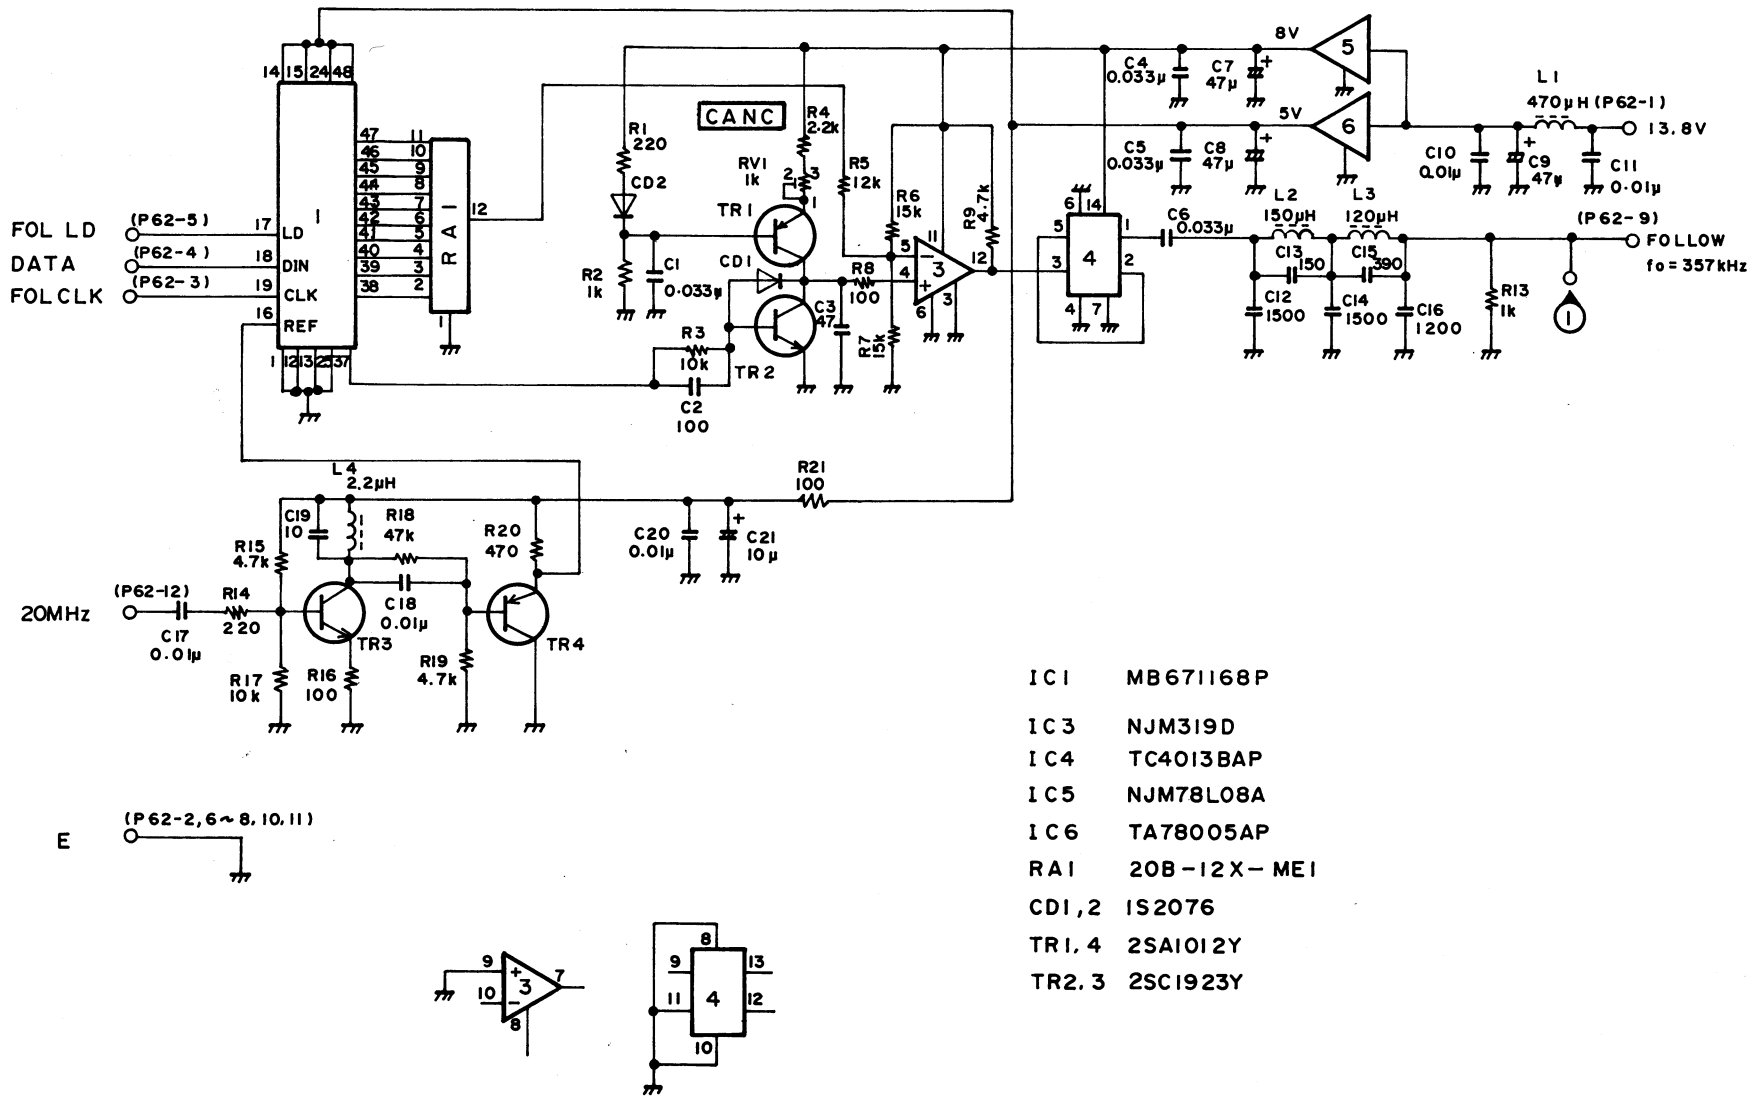 14 15 24 48
47 11
46 10
45 9
44 8
43 7
42 6
41 5
40 4
39 3
38 2
1
RA1
12
1
FOL LD
(P62-5)
17
LD
DATA
(P62-4)
18
DIN
FOLCLK
(P62-3)
19
CLK
16
REF
1 12 13 25 37
R1
220
CD2
R2
1k
C1
0.033μ
CANC
R4
2.2k
RV1
1k
2
3
1
TR1
CD1
TR2
R3
10k
C2
100
C3
47
R8
100
R5
12k
R6
15k
R7
15k
R9
4.7k
11
5
4
3
12
6
3
6 14
5
3
4
1
2
4 7
C6
0.033μ
8V
5
5V
6
C4
0.033μ
C7
47μ
+
C5
0.033μ
C8
47μ
+
L1
470μH
(P62-1)
13.8V
C10
0.01μ
C9
47μ
+
C11
0.01μ
L2
150μH
L3
120μH
C13
150
C15
390
C12
1500
C14
1500
C16
1200
R13
1k
(P62-9)
FOLLOW
fo=357kHz
1
L4
2.2μH
C19
10
R18
47k
R15
4.7k
R20
470
C20
0.01μ
+
C21
10μ
R21
100
20MHz
(P62-12)
C17
0.01μ
R14
220
C18
0.01μ
TR3
TR4
R17
10k
R16
100
R19
4.7k
E
(P62-2,6~8,10,11)
9
+
3
7
10
−
8
8
9
13
4
11
12
10
IC1 MB671168P
IC3 NJM319D
IC4 TC4013BAP
IC5 NJM78L08A
IC6 TA78005AP
RA1 20B-12X-ME1
CD1,2 1S2076
TR1,4 2SA1012Y
TR2,3 2SC1923Y